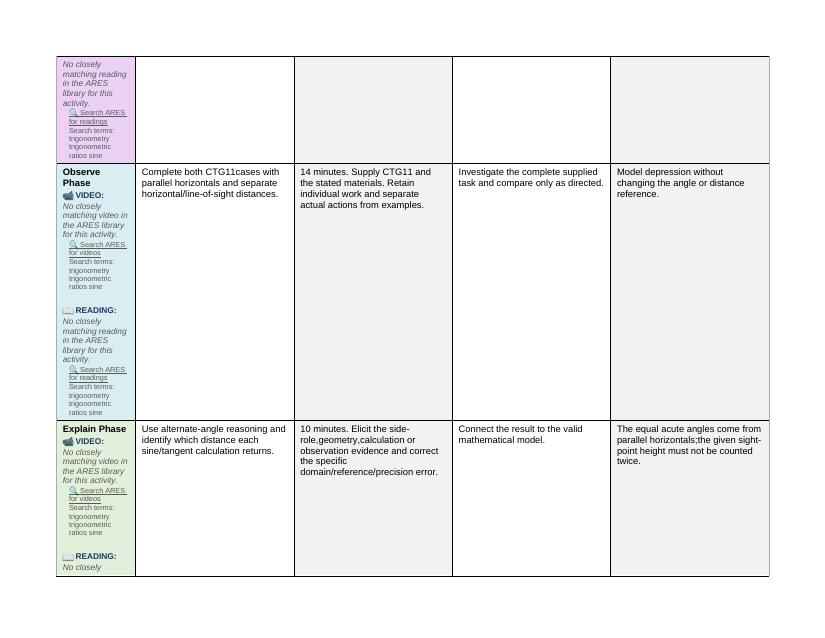 No closely
matching reading
in the ARES
library for this
activity.
🔍 Search ARES
for readings
Search terms:
trigonometry
trigonometric
ratios sine
Observe
Phase
📹 VIDEO:
No closely
matching video in
the ARES library
for this activity.
🔍 Search ARES
for videos
Search terms:
trigonometry
trigonometric
ratios sine
📖 READING:
No closely
matching reading
in the ARES
library for this
activity.
🔍 Search ARES
for readings
Search terms:
trigonometry
trigonometric
ratios sine
Complete both CTG11cases with
parallel horizontals and separate
horizontal/line-of-sight distances.
14 minutes. Supply CTG11 and
the stated materials. Retain
individual work and separate
actual actions from examples.
Investigate the complete supplied
task and compare only as directed.
Model depression without
changing the angle or distance
reference.
Explain Phase
📹 VIDEO:
No closely
matching video in
the ARES library
for this activity.
🔍 Search ARES
for videos
Search terms:
trigonometry
trigonometric
ratios sine
📖 READING:
No closely
Use alternate-angle reasoning and
identify which distance each
sine/tangent calculation returns.
10 minutes. Elicit the side-
role,geometry,calculation or
observation evidence and correct
the specific
domain/reference/precision error.
Connect the result to the valid
mathematical model.
The equal acute angles come from
parallel horizontals;the given sight-
point height must not be counted
twice.